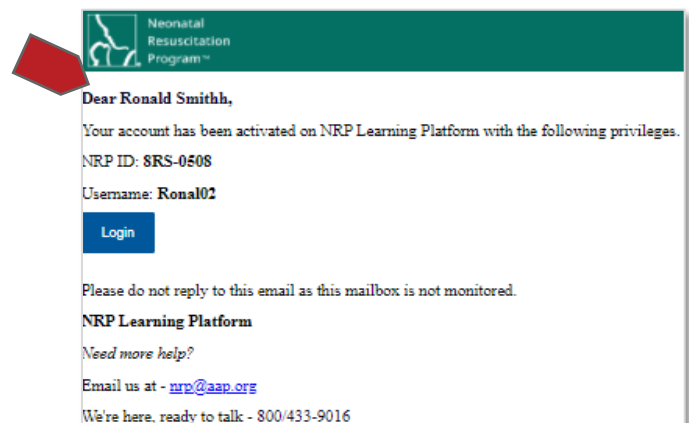 Neonatal
Resuscitation
Program™
Dear Ronald Smithh,
Your account has been activated on NRP Learning Platform with the following privileges.
NRP ID: 8RS-0508
Username: Ronal02
Login
Please do not reply to this email as this mailbox is not monitored.
NRP Learning Platform
Need more help?
Email us at - nrp@aap.org
We're here, ready to talk - 800/433-9016